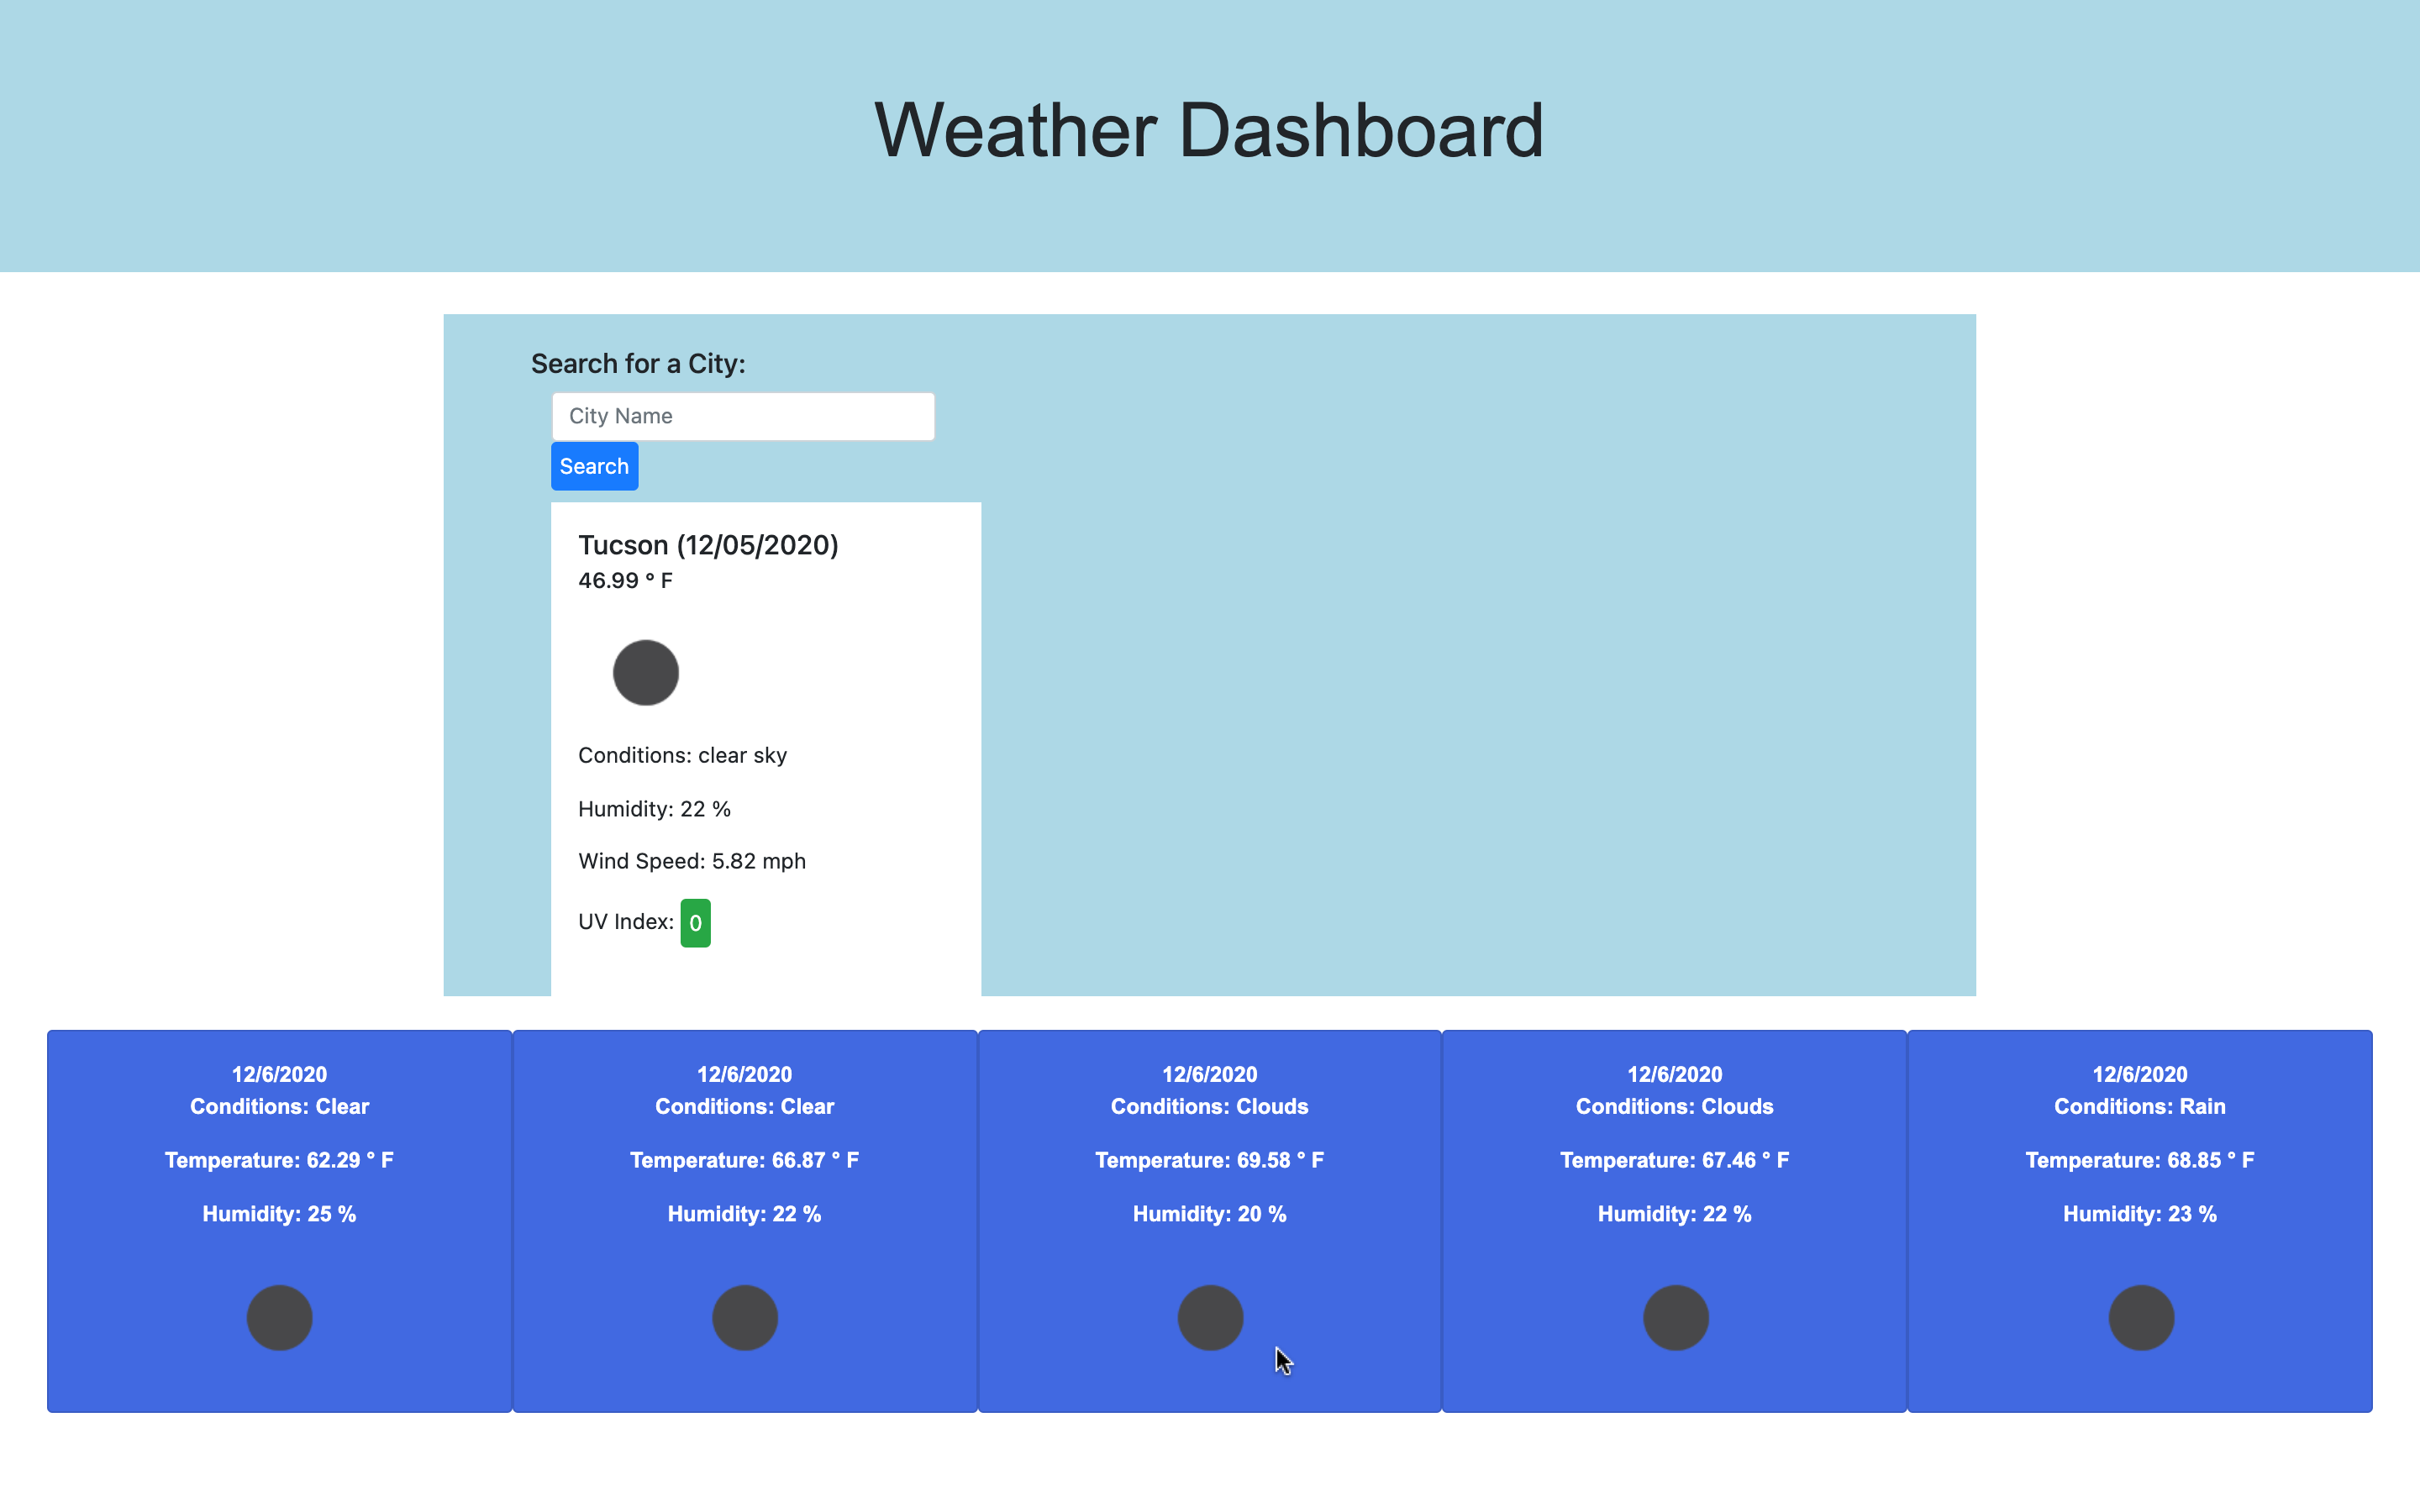 Weather Dashboard
Search for a City:
City Name
Search
Tucson (12/05/2020)
46.99 ° F
Conditions: clear sky
Humidity: 22 %
Wind Speed: 5.82 mph
UV Index: 0
12/6/2020
Conditions: Clear
Temperature: 62.29 ° F
Humidity: 25 %
12/6/2020
Conditions: Clear
Temperature: 66.87 ° F
Humidity: 22 %
12/6/2020
Conditions: Clouds
Temperature: 69.58 ° F
Humidity: 20 %
12/6/2020
Conditions: Clouds
Temperature: 67.46 ° F
Humidity: 22 %
12/6/2020
Conditions: Rain
Temperature: 68.85 ° F
Humidity: 23 %